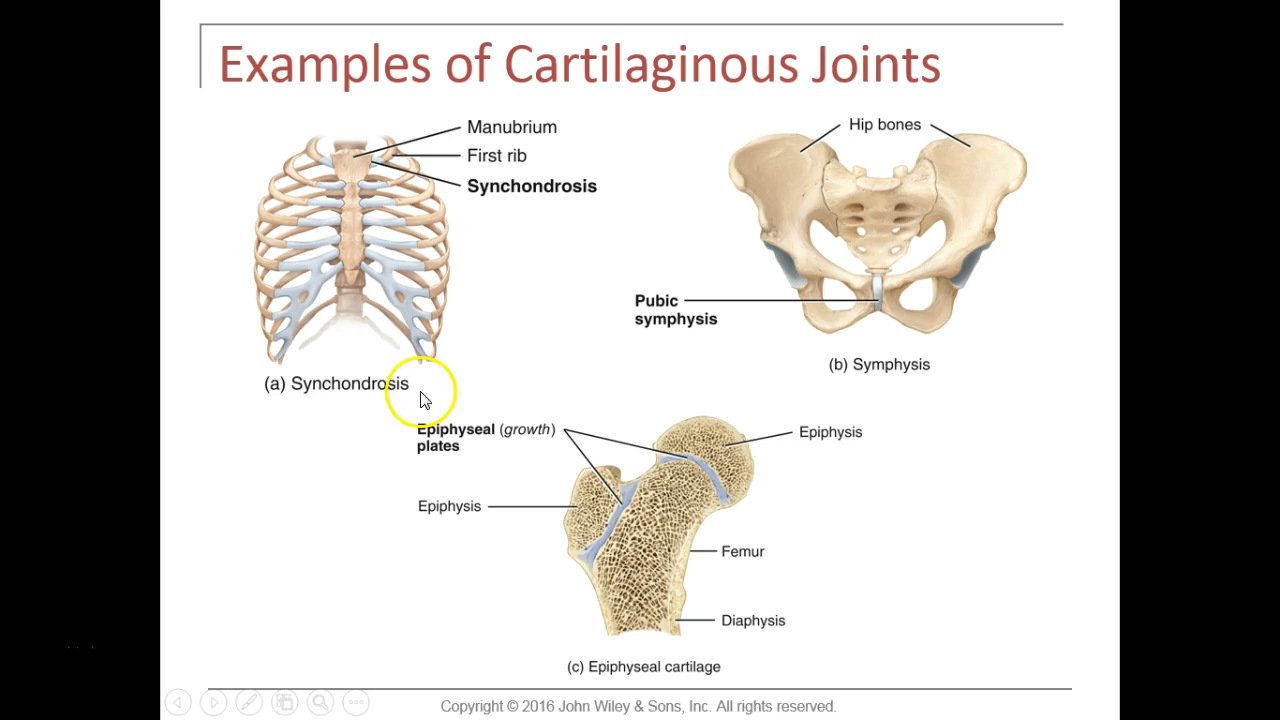 Examples of Cartilaginous Joints
Manubrium
First rib
Synchondrosis
(a) Synchondrosis
Hip bones
Pubic
symphysis
(b) Symphysis
Epiphyseal (growth)
plates
Epiphysis
Epiphysis
Femur
Diaphysis
(c) Epiphyseal cartilage
Copyright © 2016 John Wiley & Sons, Inc. All rights reserved.